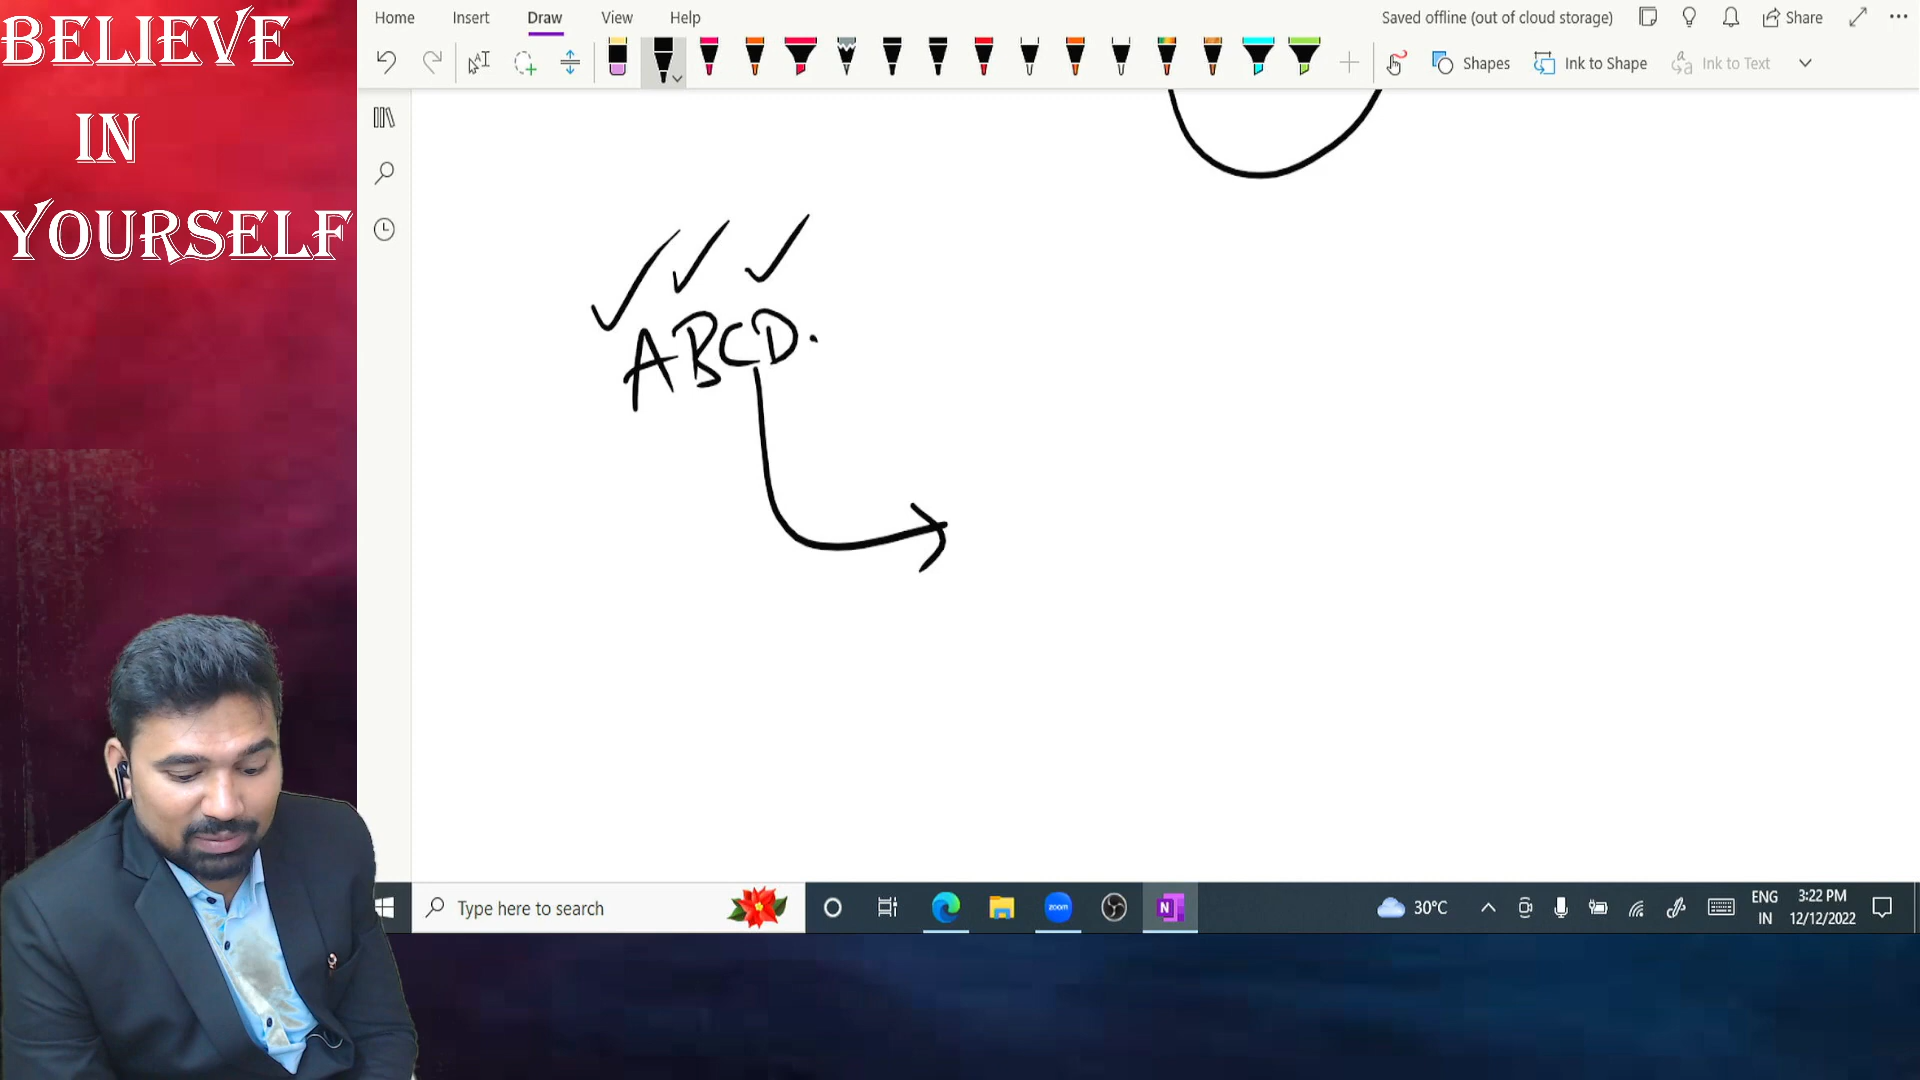 BELIEVE
IN
YOURSELF
Home Insert Draw View Help Saved offline (out of cloud storage) Share
Shapes Ink to Shape Ink to Text
ABCD.
Type here to search
zoom
N
30°C
ENG
IN
3:22 PM
12/12/2022